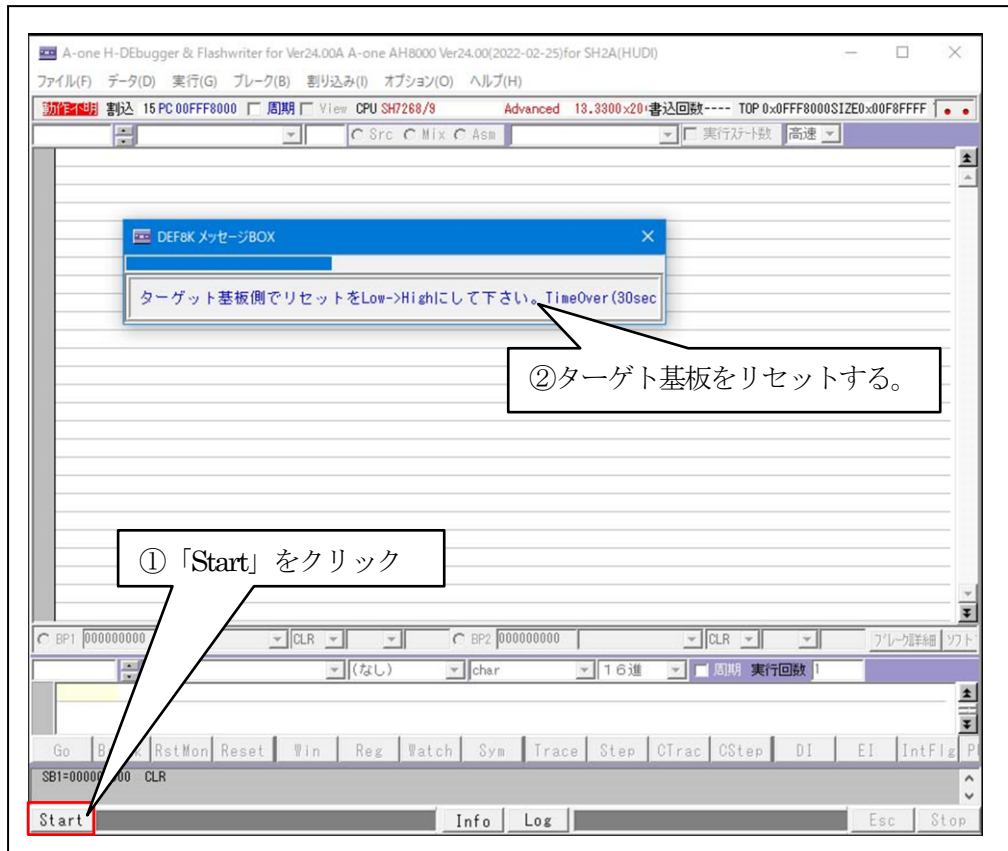 A-one H-DEbugger & Flashwriter for Ver24.00A A-one AH8000 Ver24.00(2022-02-25)for SH2A(HUDI)
ファイル(F) データ(D) 実行(G) ブレーク(B) 割り込み(I) オプション(O) ヘルプ(H)
動作不明 割込 15 PC 00FFF8000 周期 View CPU SH7268/9 Advanced 13.3300×20 書込回数---- TOP 0x0FFF8000SIZE0x00F8FFFF
Src Mix Asm 実行ステート数 高速
DEF8K メッセージBOX
ターゲット基板側でリセットをLow->Highにして下さい。TimeOver(30sec
②ターゲト基板をリセットする。
①「Start」をクリック
BP1 000000000 CLR BP2 000000000 CLR ブレーク詳細 ソフト
(なし) char 16進 周期 実行回数 1
Go RstMon Reset Win Reg Watch Sym Trace Step CTrac CStep DI EI IntFlg
CLR
Start Info Log Esc Stop